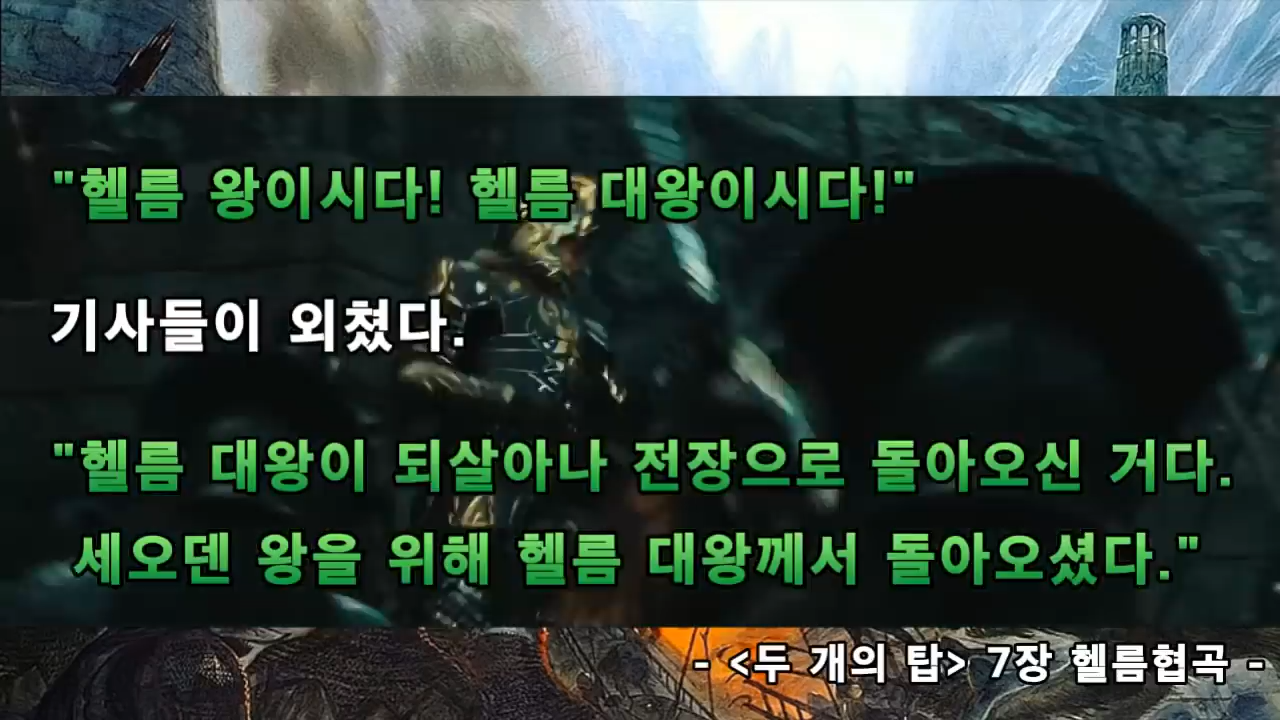 "헬름 왕이시다! 헬름 대왕이시다!"
기사들이 외쳤다.
"헬름 대왕이 되살아나 전장으로 돌아오신 거다.
세오덴 왕을 위해 헬름 대왕께서 돌아오셨다."
- <두 개의 탑> 7장 헬름협곡 -